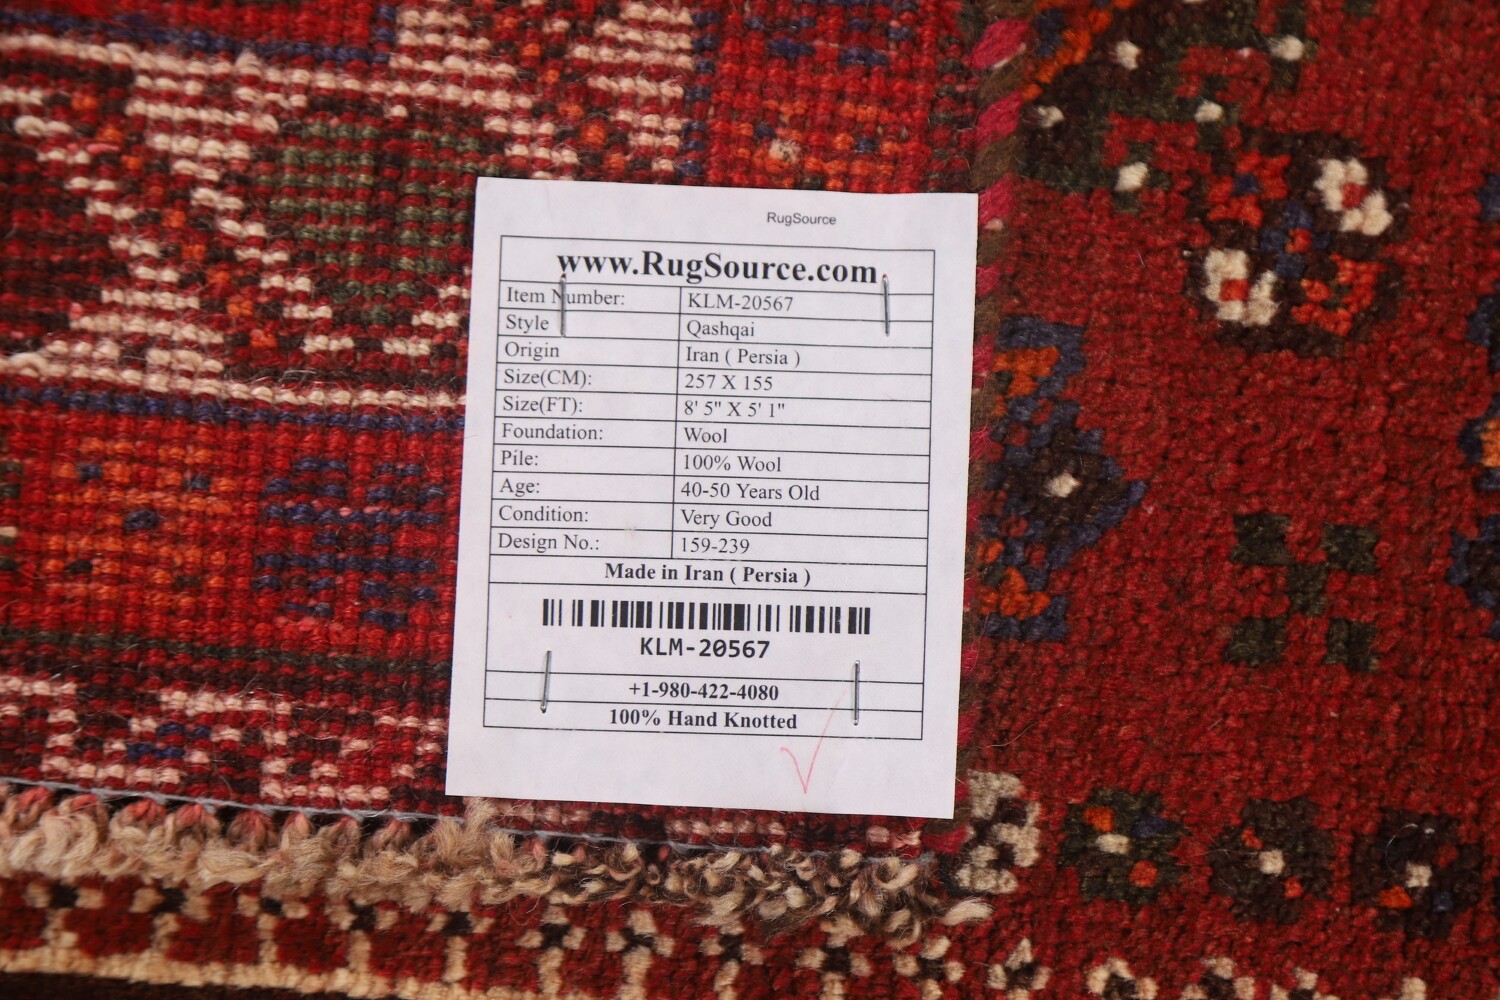 RugSource
www.RugSource.com
Item Number: KLM-20567
Style Qashqai
Origin Iran ( Persia )
Size(CM): 257 X 155
Size(FT): 8' 5" X 5' 1"
Foundation: Wool
Pile: 100% Wool
Age: 40-50 Years Old
Condition: Very Good
Design No.: 159-239
Made in Iran ( Persia )
KLM-20567
+1-980-422-4080
100% Hand Knotted